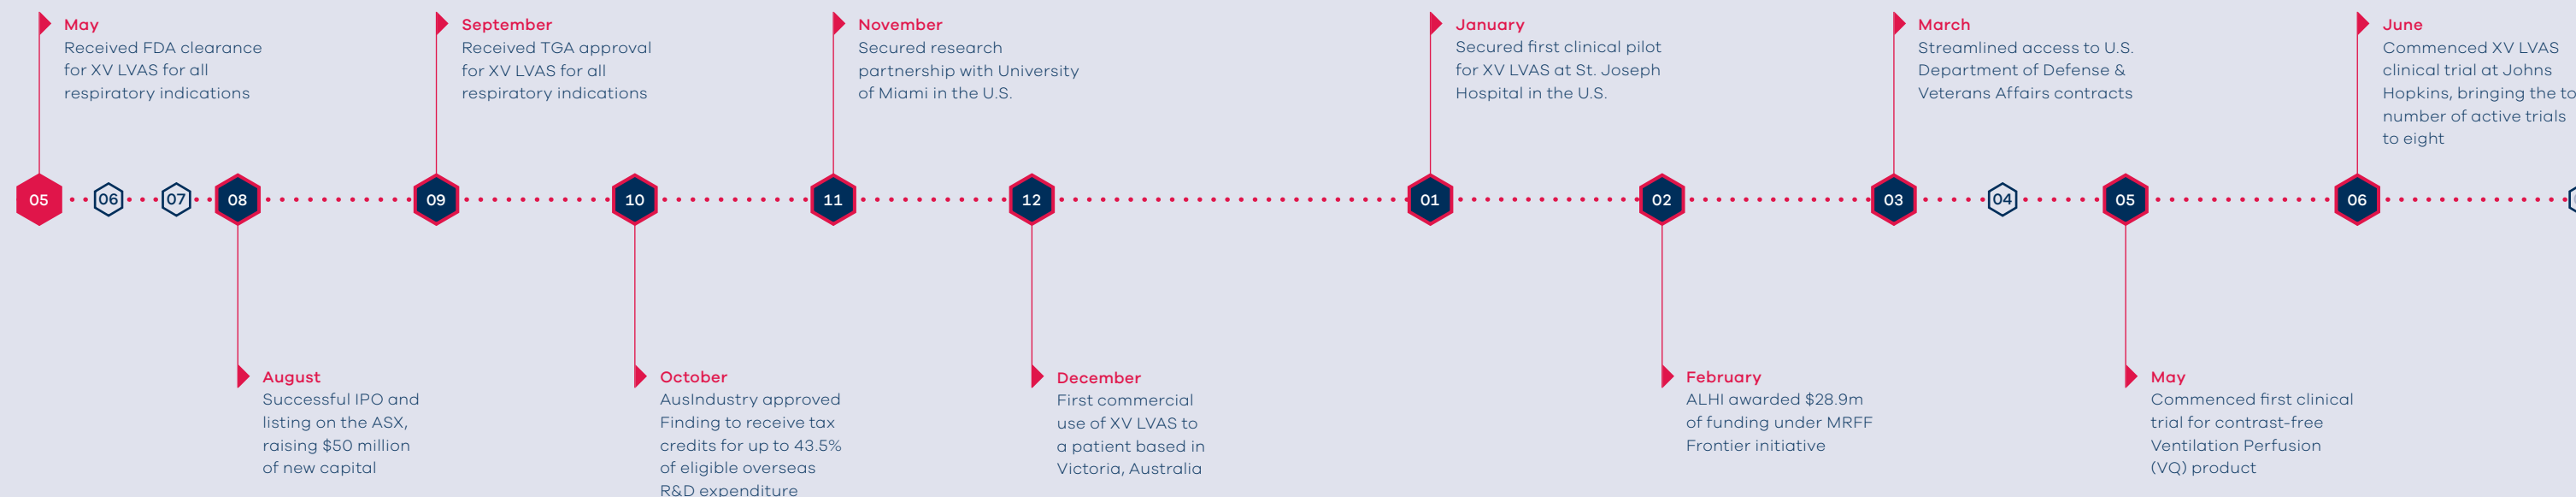 May
Received FDA clearance
for XV LVAS for all
respiratory indications
September
Received TGA approval
for XV LVAS for all
respiratory indications
November
Secured research
partnership with University
of Miami in the U.S.
January
Secured first clinical pilot
for XV LVAS at St. Joseph
Hospital in the U.S.
March
Streamlined access to U.S.
Department of Defense &
Veterans Affairs contracts
June
Commenced XV LVAS
clinical trial at Johns
Hopkins, bringing the to
number of active trials
to eight
05 06 07 08 09 10 11 12 01 02 03 04 05 06
August
Successful IPO and
listing on the ASX,
raising $50 million
of new capital
October
AusIndustry approved
Finding to receive tax
credits for up to 43.5%
of eligible overseas
R&D expenditure
December
First commercial
use of XV LVAS to
a patient based in
Victoria, Australia
February
ALHI awarded $28.9m
of funding under MRFF
Frontier initiative
May
Commenced first clinical
trial for contrast-free
Ventilation Perfusion
(VQ) product